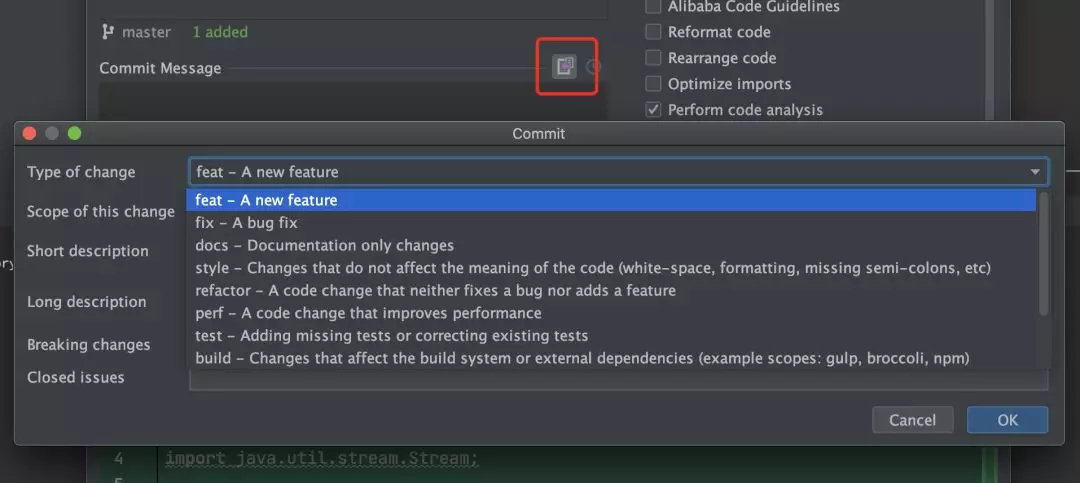 Alibaba Code Guidelines
master 1 added
Reformat code
Rearrange code
Commit Message
Optimize imports
Perform code analysis
Commit
Type of change
feat – A new feature
feat – A new feature
Scope of this change
fix – A bug fix
docs – Documentation only changes
Short description
style – Changes that do not affect the meaning of the code (white-space, formatting, missing semi-colons, etc)
refactor – A code change that neither fixes a bug nor adds a feature
Long description
perf – A code change that improves performance
test – Adding missing tests or correcting existing tests
Breaking changes
build – Changes that affect the build system or external dependencies (example scopes: gulp, broccoli, npm)
Closed issues
Cancel
OK
4 import java.util.stream.Stream;